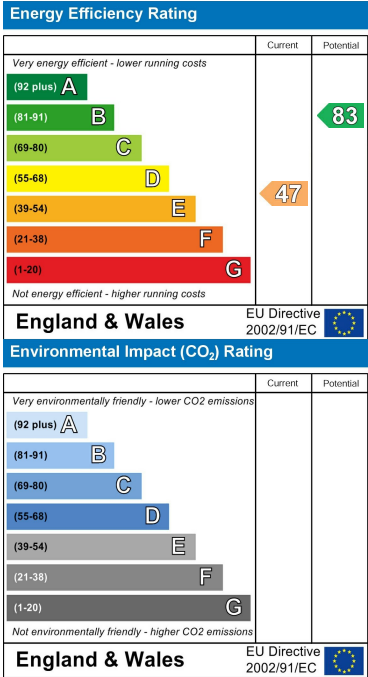 Energy Efficiency Rating
Current Potential
Very energy efficient - lower running costs
(92 plus) A
(81-91) B
83
(69-80) C
(55-68) D
47
(39-54) E
(21-38) F
(1-20) G
Not energy efficient - higher running costs
England & Wales
EU Directive
2002/91/EC
Environmental Impact (CO₂) Rating
Current Potential
Very environmentally friendly - lower CO2 emissions
(92 plus) A
(81-91) B
(69-80) C
(55-68) D
(39-54) E
(21-38) F
(1-20) G
Not environmentally friendly - higher CO2 emissions
England & Wales
EU Directive
2002/91/EC